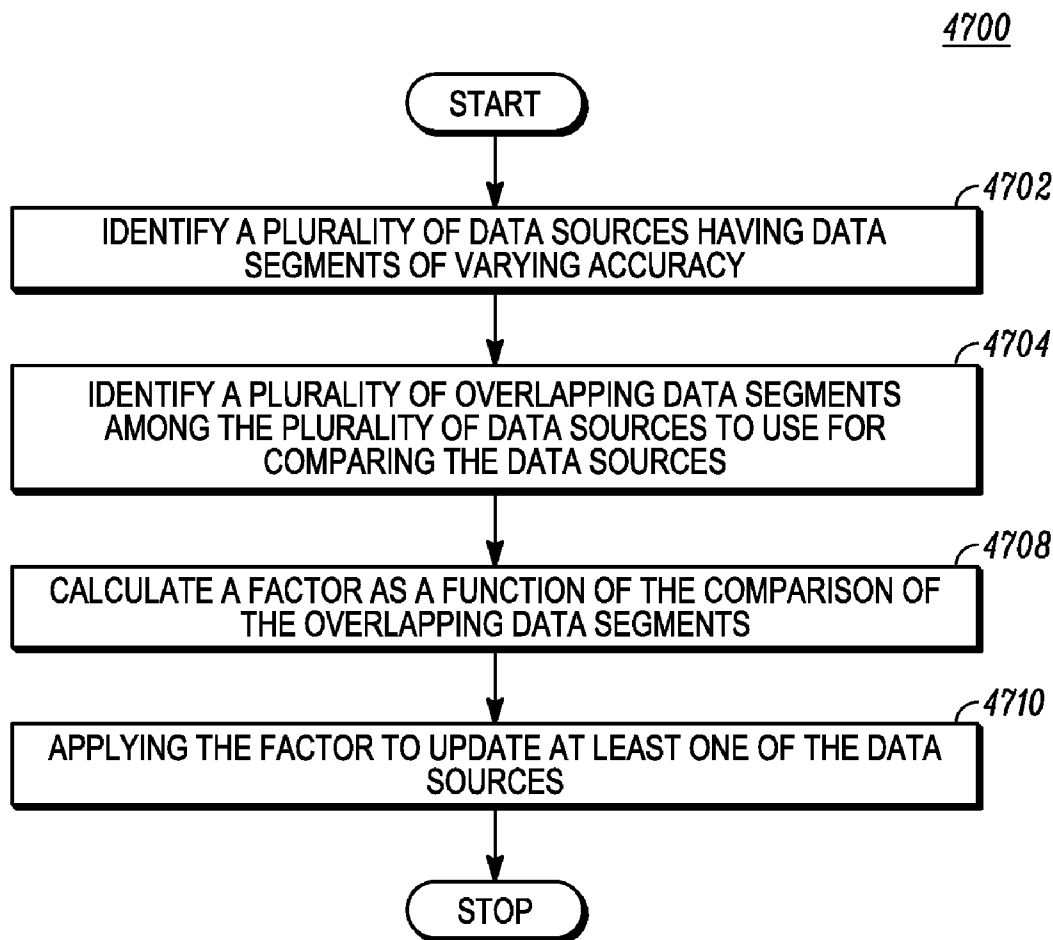 4700
START
4702
IDENTIFY A PLURALITY OF DATA SOURCES HAVING DATA
SEGMENTS OF VARYING ACCURACY
4704
IDENTIFY A PLURALITY OF OVERLAPPING DATA SEGMENTS
AMONG THE PLURALITY OF DATA SOURCES TO USE FOR
COMPARING THE DATA SOURCES
4708
CALCULATE A FACTOR AS A FUNCTION OF THE COMPARISON OF
THE OVERLAPPING DATA SEGMENTS
4710
APPLYING THE FACTOR TO UPDATE AT LEAST ONE OF THE DATA
SOURCES
STOP